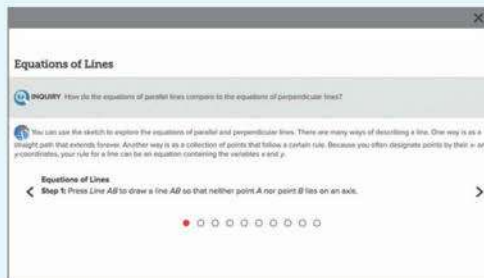 Equations of Lines
INQUIRY How do the equations of parallel lines compare to the equations of perpendicular lines?
You can use the sketch to explore the equations of parallel and perpendicular lines. There are many ways of describing a line. One way is as a
straight path that extends forever. Another way is as a collection of points that follow a certain rule. Because you often designate points by their x- an
y-coordinates, your rule for a line can be an equation containing the variables x and y.
Equations of Lines
Step 1: Press Line AB to draw a line AB so that neither point A nor point B lies on an axis.